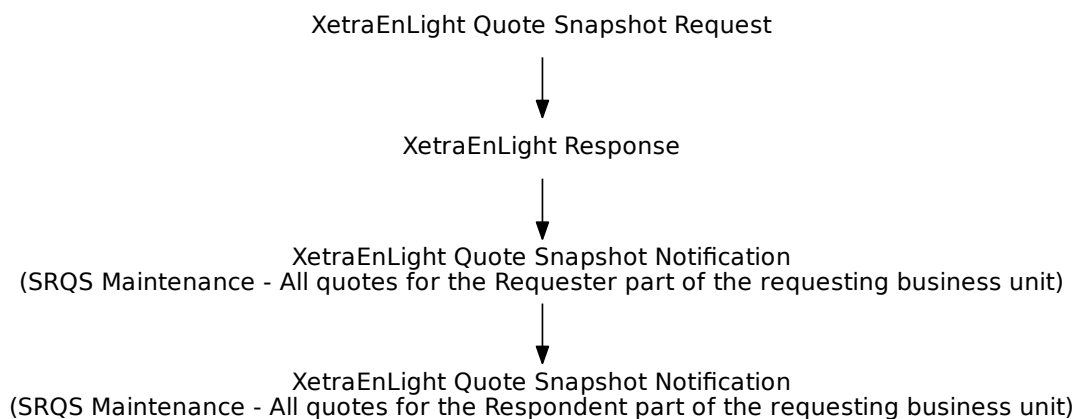 XetraEnLight Quote Snapshot Request
XetraEnLight Response
XetraEnLight Quote Snapshot Notification
(SRQS Maintenance - All quotes for the Requester part of the requesting business unit)
XetraEnLight Quote Snapshot Notification
(SRQS Maintenance - All quotes for the Respondent part of the requesting business unit)